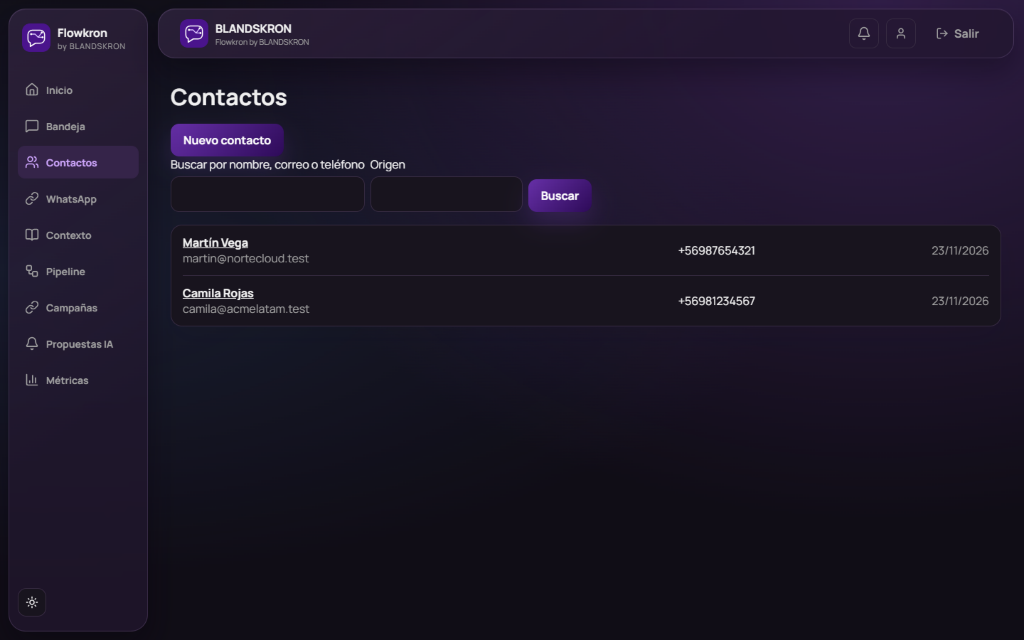 Flowkron
by BLANDSKRON
Inicio
Bandeja
Contactos
WhatsApp
Contexto
Pipeline
Campañas
Propuestas IA
Métricas
BLANDSKRON
Flowkron by BLANDSKRON
Salir
Contactos
Nuevo contacto
Buscar por nombre, correo o teléfono Origen
Buscar
Martín Vega
martin@nortecloud.test
+56987654321
23/11/2026
Camila Rojas
camila@acmelatam.test
+56981234567
23/11/2026